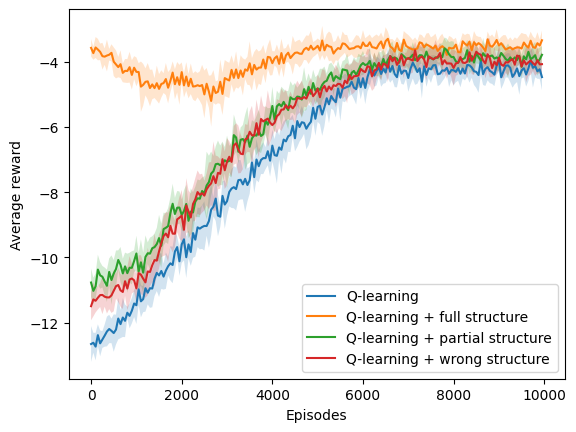 −4
−6
−8
−10
−12
Average reward
0
2000
4000
6000
8000
10000
Episodes
Q-learning
Q-learning + full structure
Q-learning + partial structure
Q-learning + wrong structure